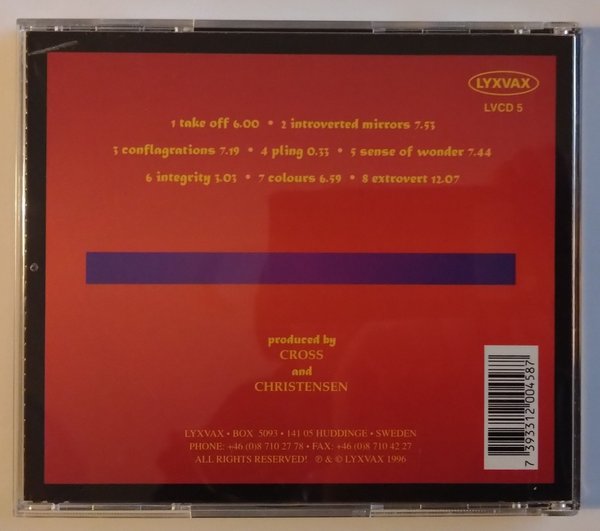 LYXVAX
LVCD 5
1 take off 6.00 • 2 introverted mirrors 7.53
3 conflagrations 7.19 • 4 pling 0.33 • 5 sense of wonder 7.44
6 integrity 3.03 • 7 colours 6.59 • 8 extrovert 12.07
produced by
CROSS
and
CHRISTENSEN
LYXVAX • BOX 5093 • 141 05 HUDDINGE • SWEDEN
PHONE: +46 (0)8 710 27 78 • FAX: +46 (0)8 710 42 27
ALL RIGHTS RESERVED! ℗ & © LYXVAX 1996
7 393312 004587